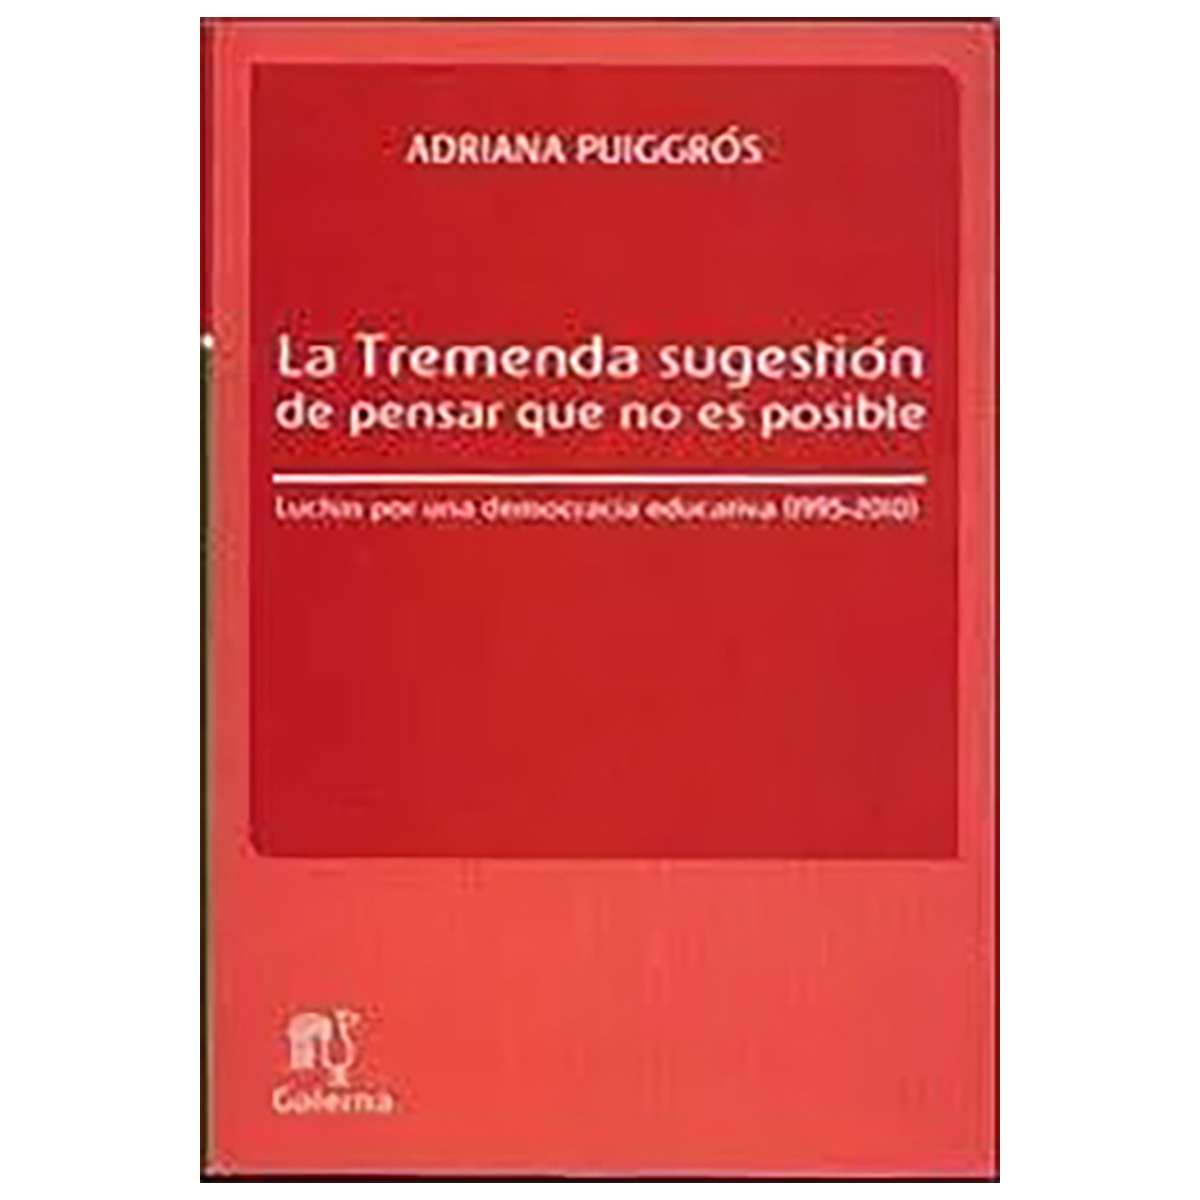 ADRIANA PUIGGRÓS
La Tremenda sugestión
de pensar que no es posible
Luchas por una democracia educativa (1995-2010)
Galerna